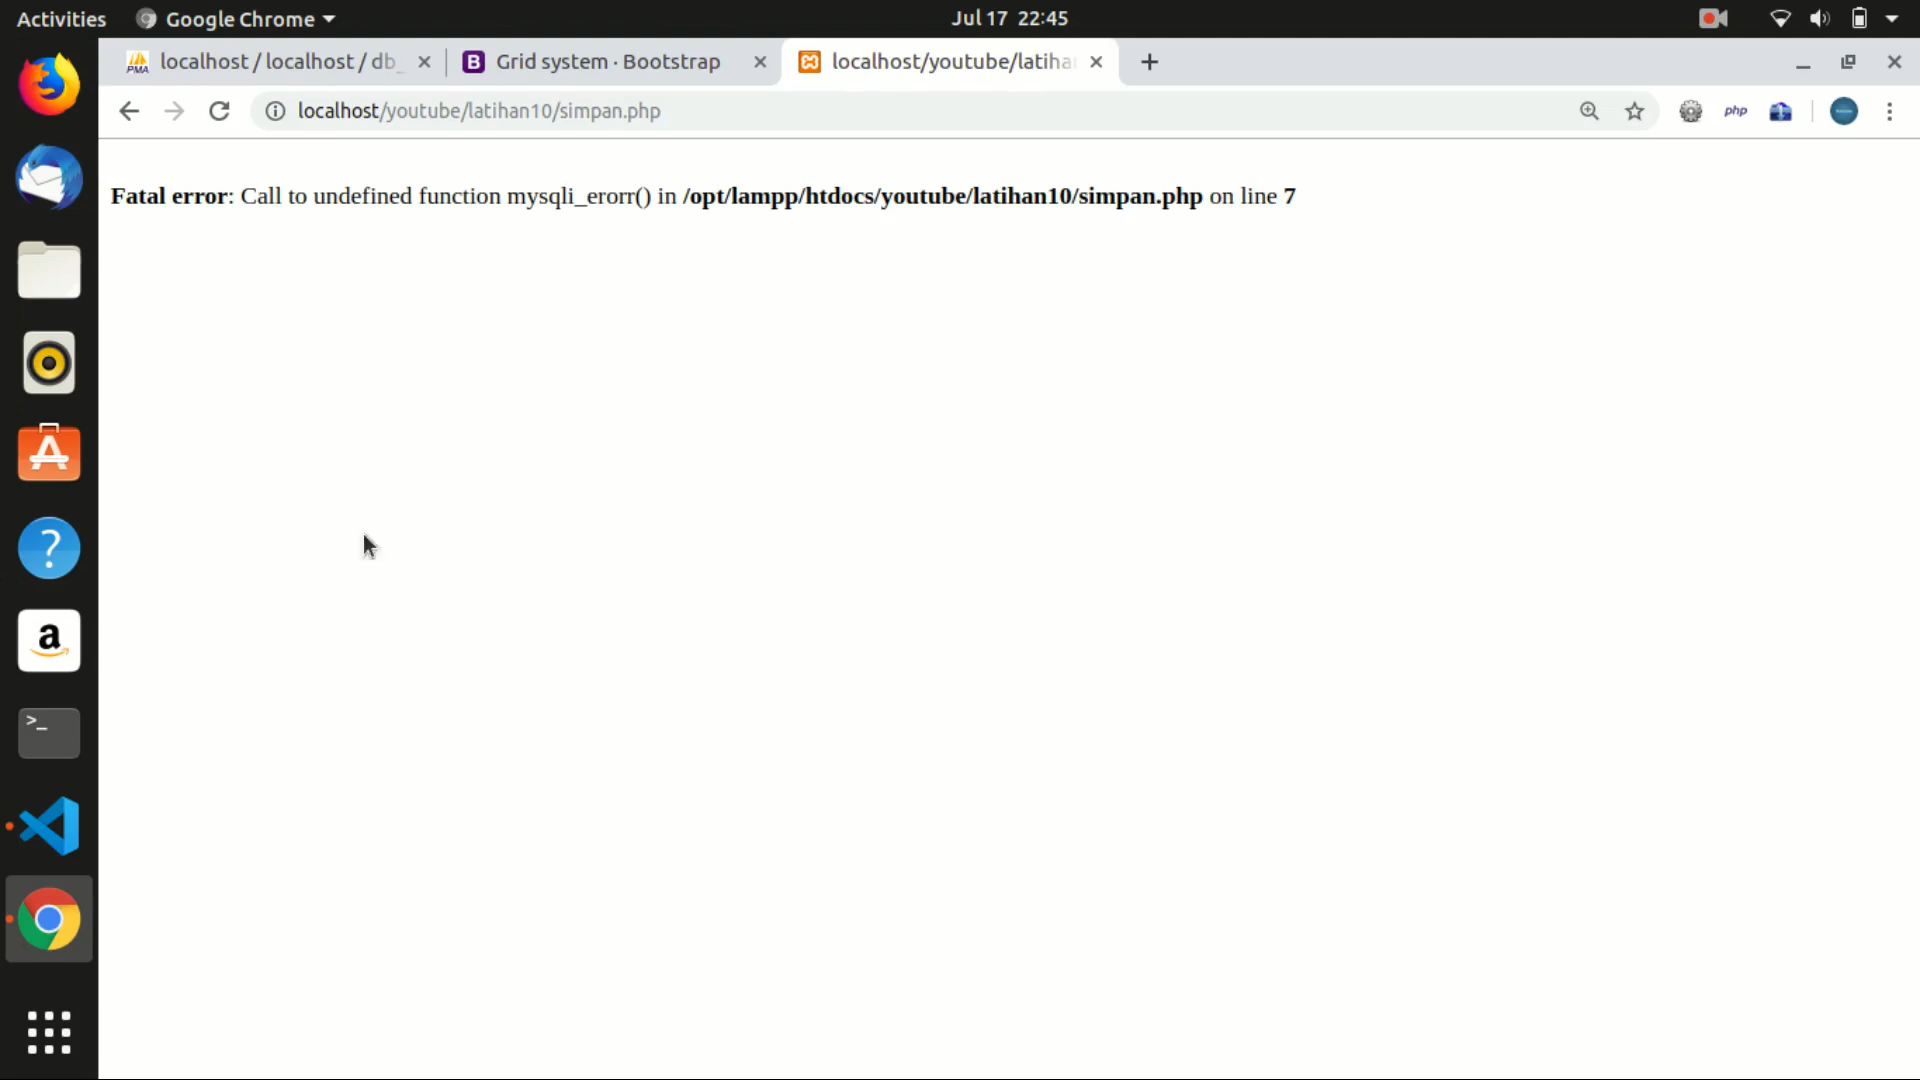 Activities Google Chrome Jul 17 22:45
PMA localhost / localhost / db_ B Grid system · Bootstrap localhost/youtube/latiha
localhost/youtube/latihan10/simpan.php php
Fatal error: Call to undefined function mysqli_erorr() in /opt/lampp/htdocs/youtube/latihan10/simpan.php on line 7
A
?
a
>_